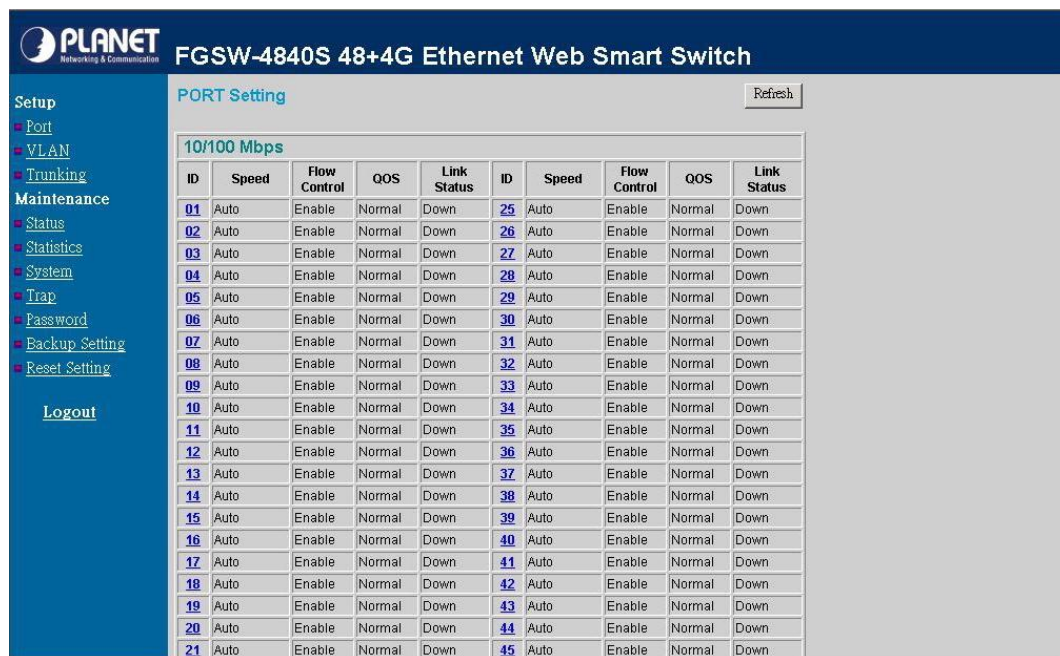 PLANET
Networking & Communication
FGSW-4840S 48+4G Ethernet Web Smart Switch
Setup
Port
VLAN
Trunking
Maintenance
Status
Statistics
System
Trap
Password
Backup Setting
Reset Setting
Logout
PORT Setting
Refresh
10/100 Mbps
ID Speed Flow Control QOS Link Status ID Speed Flow Control QOS Link Status
01 Auto Enable Normal Down 25 Auto Enable Normal Down
02 Auto Enable Normal Down 26 Auto Enable Normal Down
03 Auto Enable Normal Down 27 Auto Enable Normal Down
04 Auto Enable Normal Down 28 Auto Enable Normal Down
05 Auto Enable Normal Down 29 Auto Enable Normal Down
06 Auto Enable Normal Down 30 Auto Enable Normal Down
07 Auto Enable Normal Down 31 Auto Enable Normal Down
08 Auto Enable Normal Down 32 Auto Enable Normal Down
09 Auto Enable Normal Down 33 Auto Enable Normal Down
10 Auto Enable Normal Down 34 Auto Enable Normal Down
11 Auto Enable Normal Down 35 Auto Enable Normal Down
12 Auto Enable Normal Down 36 Auto Enable Normal Down
13 Auto Enable Normal Down 37 Auto Enable Normal Down
14 Auto Enable Normal Down 38 Auto Enable Normal Down
15 Auto Enable Normal Down 39 Auto Enable Normal Down
16 Auto Enable Normal Down 40 Auto Enable Normal Down
17 Auto Enable Normal Down 41 Auto Enable Normal Down
18 Auto Enable Normal Down 42 Auto Enable Normal Down
19 Auto Enable Normal Down 43 Auto Enable Normal Down
20 Auto Enable Normal Down 44 Auto Enable Normal Down
21 Auto Enable Normal Down 45 Auto Enable Normal Down